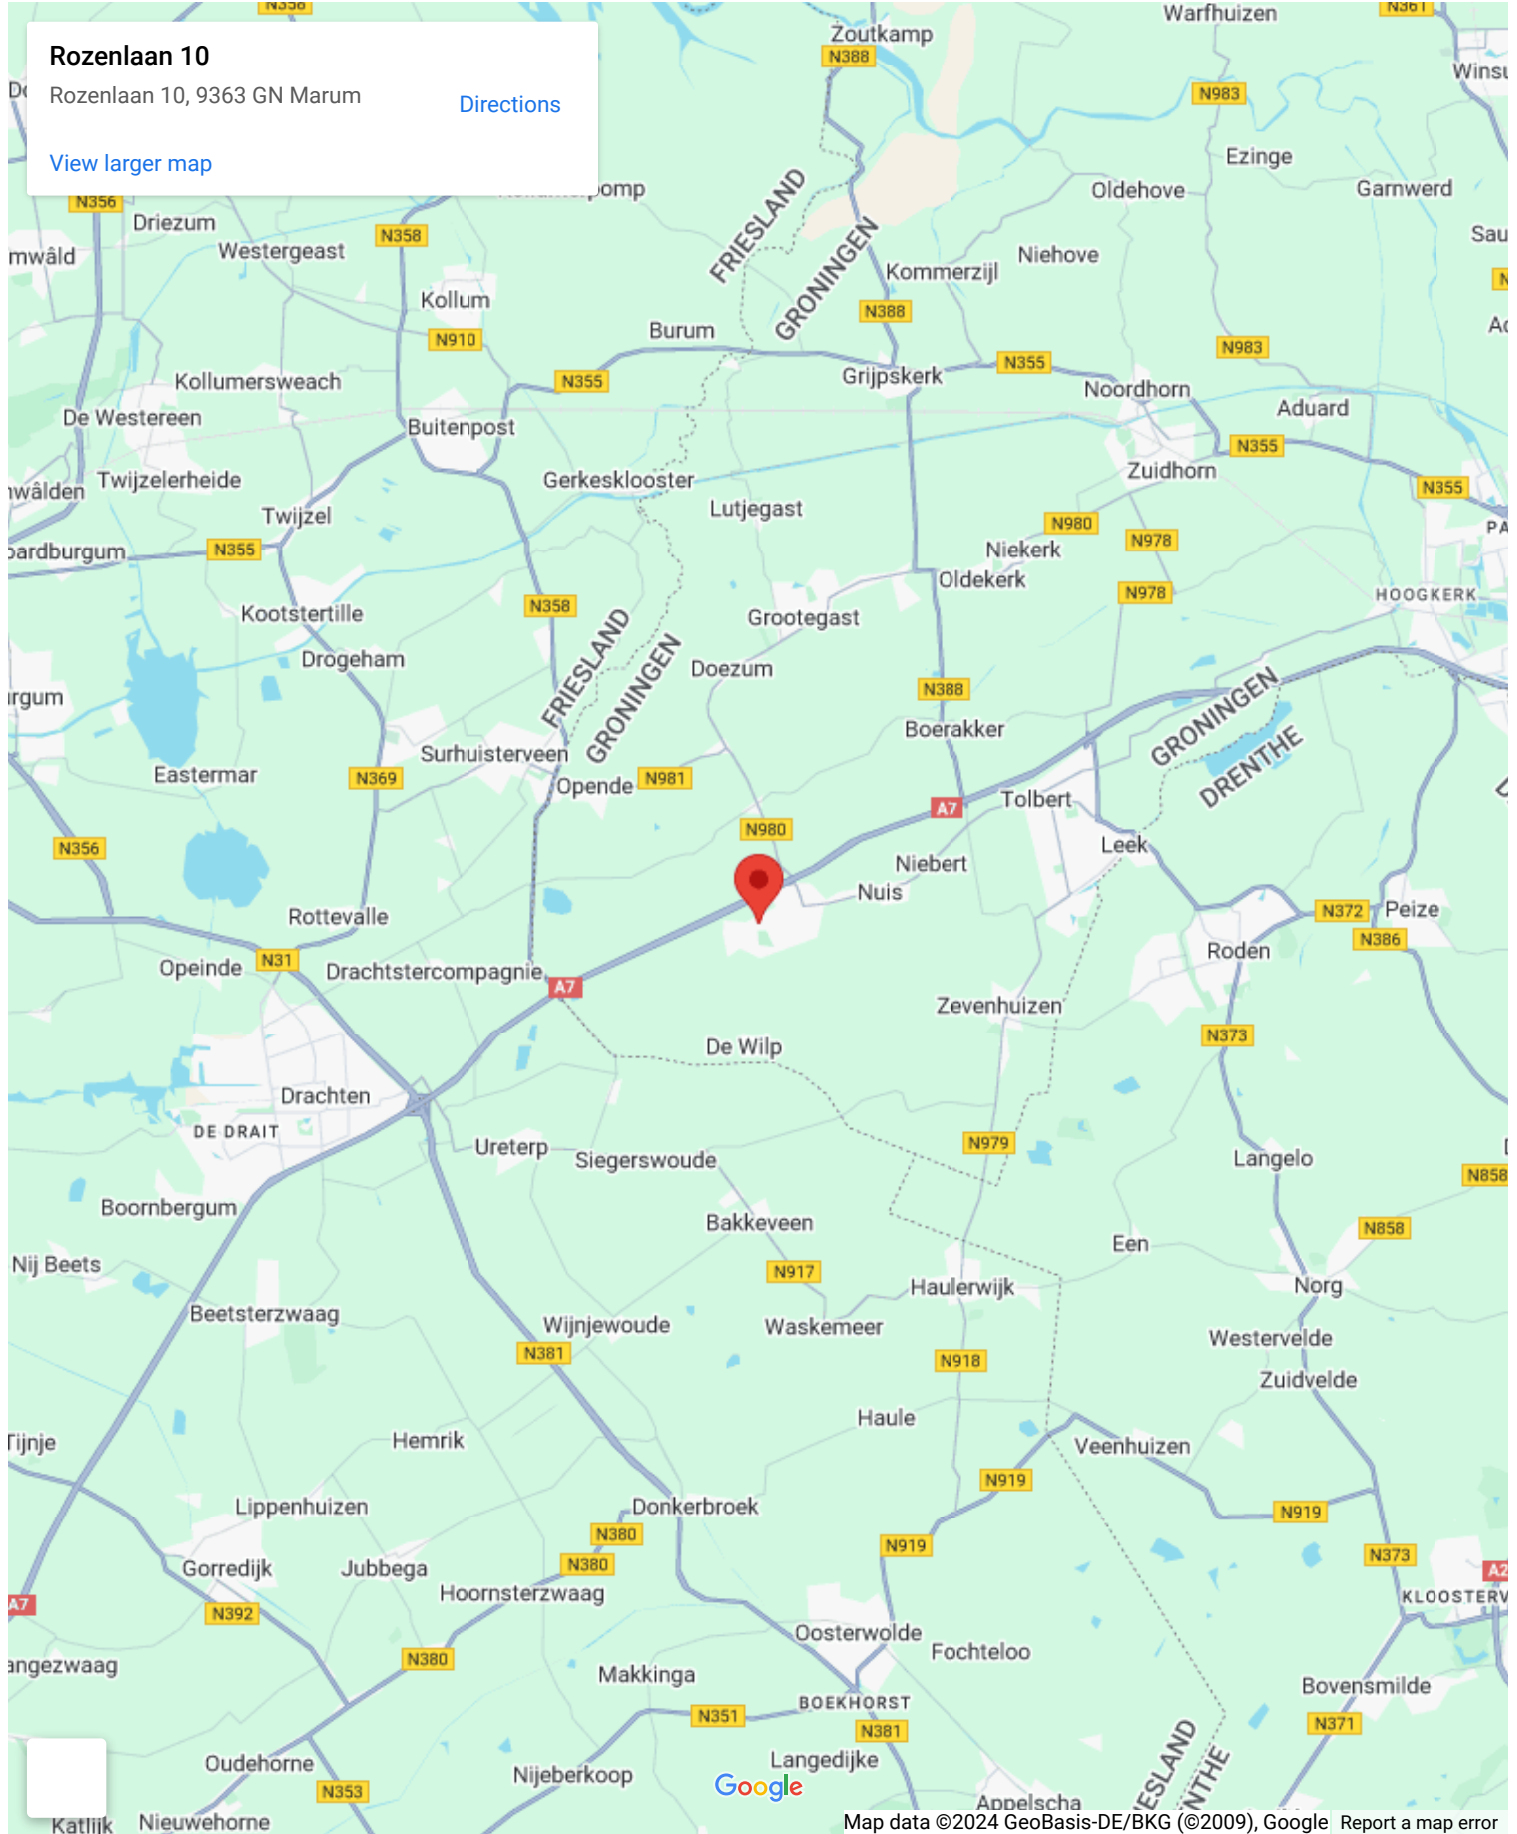 Rozenlaan 10
Rozenlaan 10, 9363 GN Marum
Directions
View larger map
N358
N361
Warfhuizen
Zoutkamp
N388
N983
Ezinge
Oldehove
Garnwerd
N356
Driezum
Westergeast
N358
FRIESLAND
GRONINGEN
Kommerzijl
Niehove
Kollum
N388
N910
Burum
N983
Kollumersweach
N355
Grijpskerk
N355
Noordhorn
De Westereen
Aduard
Buitenpost
N355
Twijzelerheide
Gerkesklooster
Zuidhorn
N355
Twijzel
Lutjegast
N980
N978
N355
Niekerk
Oldekerk
N978
HOOGKERK
Kootstertille
N358
Grootegast
Drogeham
Doezum
FRIESLAND
GRONINGEN
N388
GRONINGEN
DRENTHE
Boerakker
Surhuisterveen
Eastermar
N369
Opende
N981
Tolbert
A7
N980
N356
Leek
Niebert
Nuis
Rottevalle
N372
Peize
N386
Roden
N31
Opeinde
Drachtstercompagnie
A7
Zevenhuizen
N373
De Wilp
Drachten
DE DRAIT
N979
Ureterp
Siegerswoude
Langelo
N858
Boornbergum
Bakkeveen
N858
Een
Nij Beets
N917
Haulerwijk
Norg
Beetsterzwaag
Wijnjewoude
Waskemeer
Westervelde
N381
N918
Zuidvelde
Haule
Hemrik
Veenhuizen
Tijnje
N919
Lippenhuizen
Donkerbroek
N919
N380
N919
N373
Gorredijk
Jubbega
N380
Hoornsterzwaag
A7
N392
Oosterwolde
Fochteloo
N380
Makkinga
Bovensmilde
BOEKHORST
N351
N371
N381
Langedijke
Oudehorne
Nijeberkoop
Google
N353
Appelscha
Katlijk
Nieuwehorne
Map data ©2024 GeoBasis-DE/BKG (©2009), Google
Report a map error